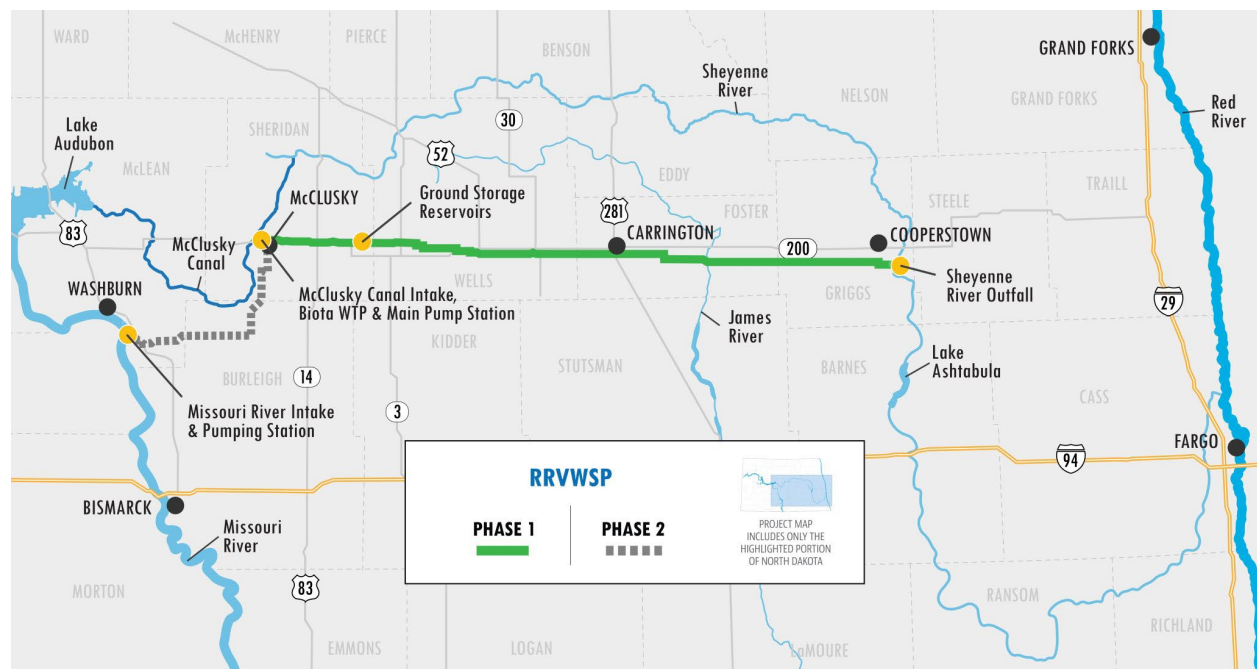 WARD
McHENRY
PIERCE
BENSON
GRAND FORKS
Sheyenne
River
NELSON
GRAND FORKS
Red
River
Lake
Audubon
SHERIDAN
30
52
McLEAN
McCLUSKY
Ground Storage
Reservoirs
EDDY
TRAILL
STEELE
281
FOSTER
83
McClusky
Canal
CARRINGTON
200
COOPERSTOWN
WASHBURN
McClusky Canal Intake,
Biota WTP & Main Pump Station
WELLS
GRIGGS
Sheyenne
River Outfall
29
KIDDER
James
River
STUTSMAN
BARNES
Lake
Ashtabula
BURLEIGH
14
3
CASS
Missouri River Intake
& Pumping Station
FARGO
94
RRVWSP
PHASE 1
PHASE 2
PROJECT MAP
INCLUDES ONLY THE
HIGHLIGHTED PORTION
OF NORTH DAKOTA
BISMARCK
Missouri
River
83
MORTON
RANSOM
RICHLAND
EMMONS
LOGAN
LaMOURE